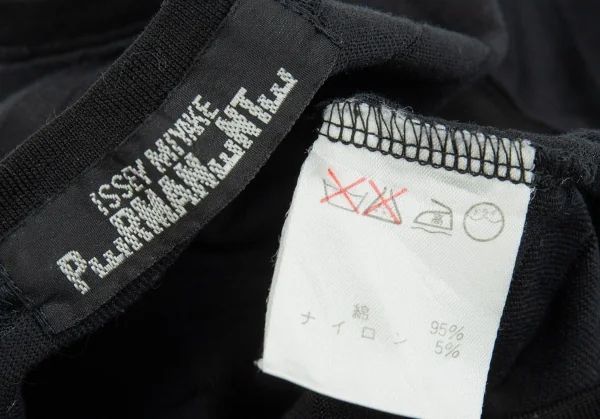 ISSEY MIYAKE
PERMANENTE
綿 95%
ナイロン 5%